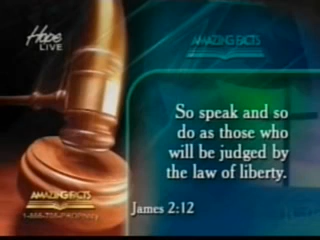 Hope
LIVE
AMAZING FACTS
So speak and so
do as those who
will be judged by
the law of liberty.
James 2:12
AMAZING FACTS